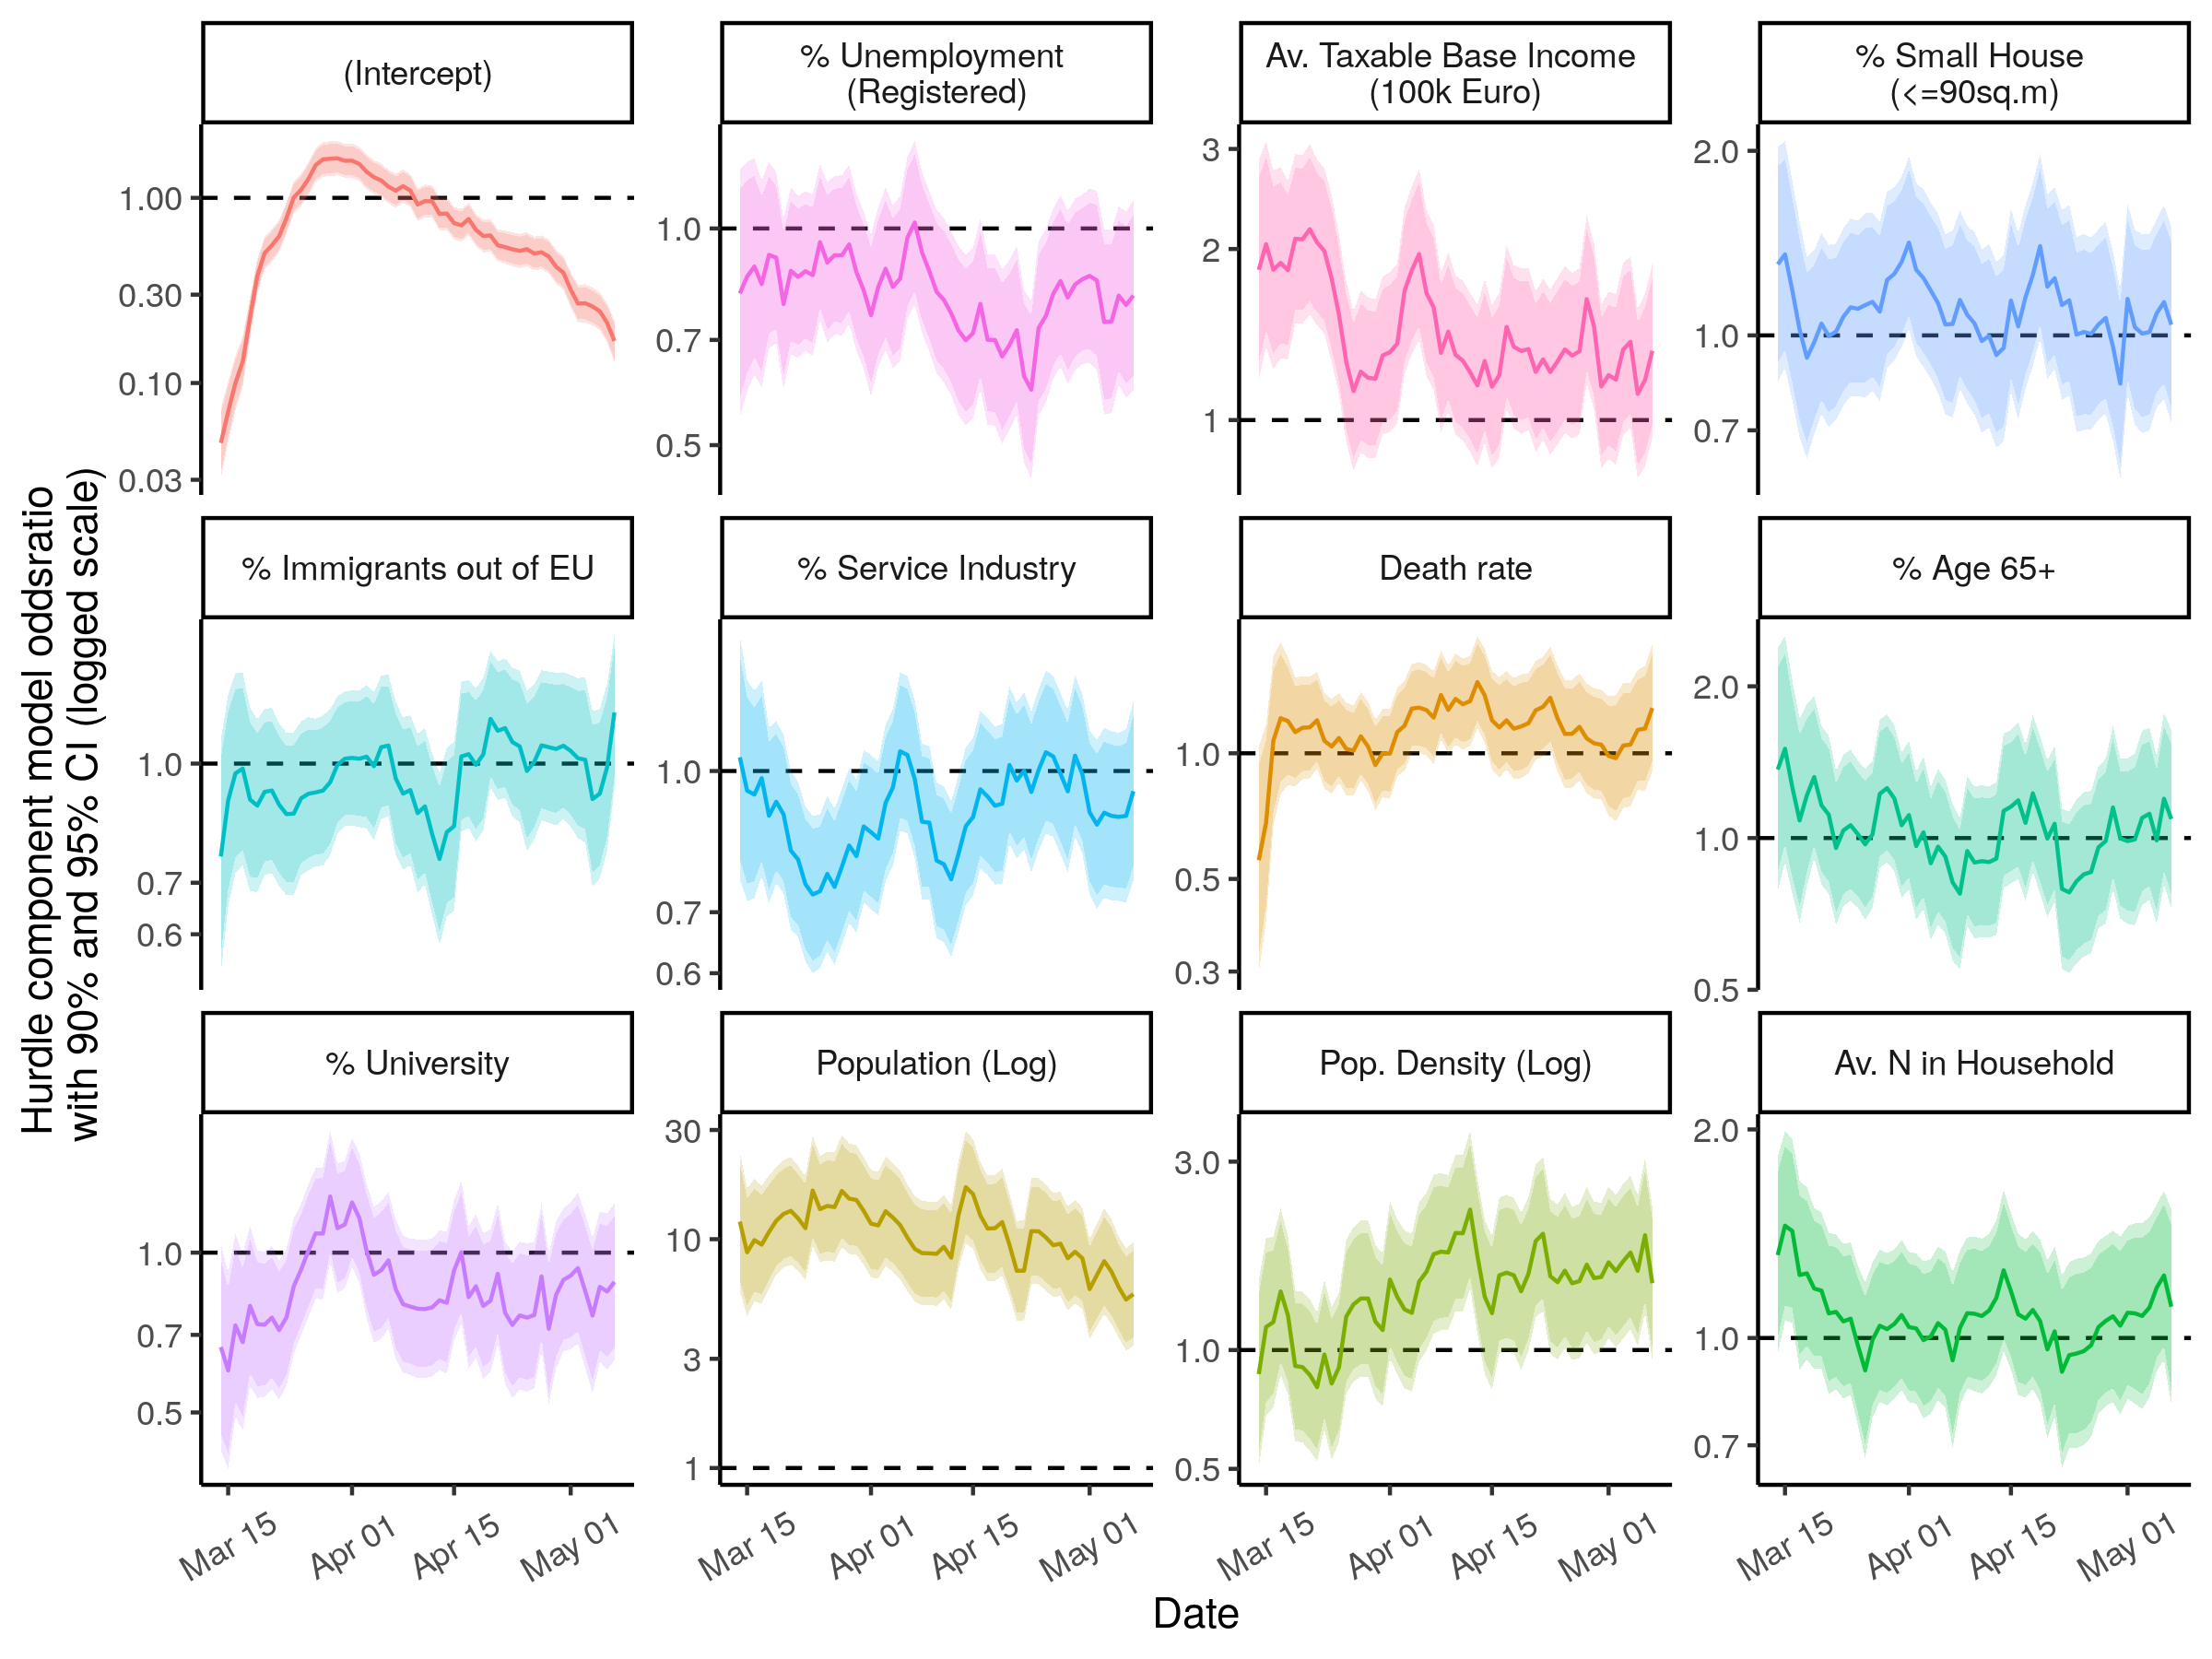 (Intercept)
% Unemployment
(Registered)
Av. Taxable Base Income
(100k Euro)
% Small House
(<=90sq.m)
1.00
0.30
0.10
0.03
1.0
0.7
0.5
3
2
1
2.0
1.0
0.7
% Immigrants out of EU
% Service Industry
Death rate
% Age 65+
1.0
0.7
0.6
1.0
0.7
0.6
1.0
0.5
0.3
2.0
1.0
0.5
% University
Population (Log)
Pop. Density (Log)
Av. N in Household
1.0
0.7
0.5
30
10
3
1
3.0
1.0
0.5
2.0
1.0
0.7
Mar 15
Apr 01
Apr 15
May 01
Mar 15
Apr 01
Apr 15
May 01
Mar 15
Apr 01
Apr 15
May 01
Mar 15
Apr 01
Apr 15
May 01
Date
Hurdle component model oddsratio
with 90% and 95% CI (logged scale)